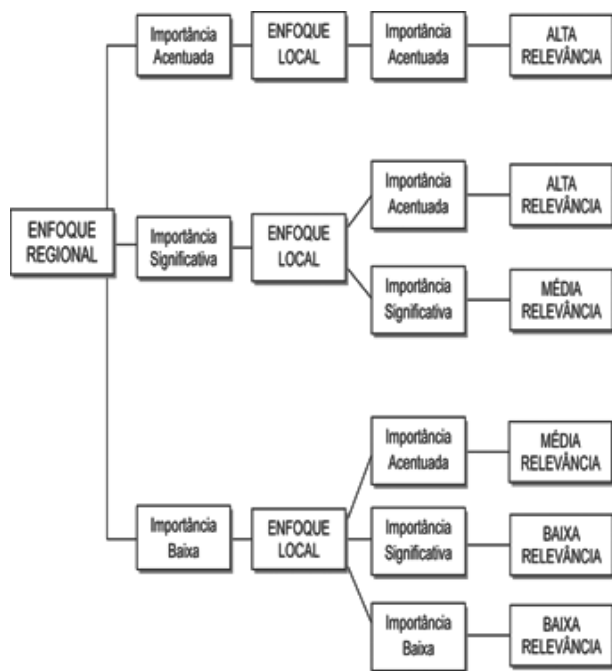 Importância
Acentuada
ENFOQUE
LOCAL
Importância
Acentuada
ALTA
RELEVÂNCIA
ENFOQUE
REGIONAL
Importância
Significativa
ENFOQUE
LOCAL
Importância
Acentuada
ALTA
RELEVÂNCIA
Importância
Significativa
MÉDIA
RELEVÂNCIA
Importância
Baixa
ENFOQUE
LOCAL
Importância
Acentuada
MÉDIA
RELEVÂNCIA
Importância
Significativa
BAIXA
RELEVÂNCIA
Importância
Baixa
BAIXA
RELEVÂNCIA